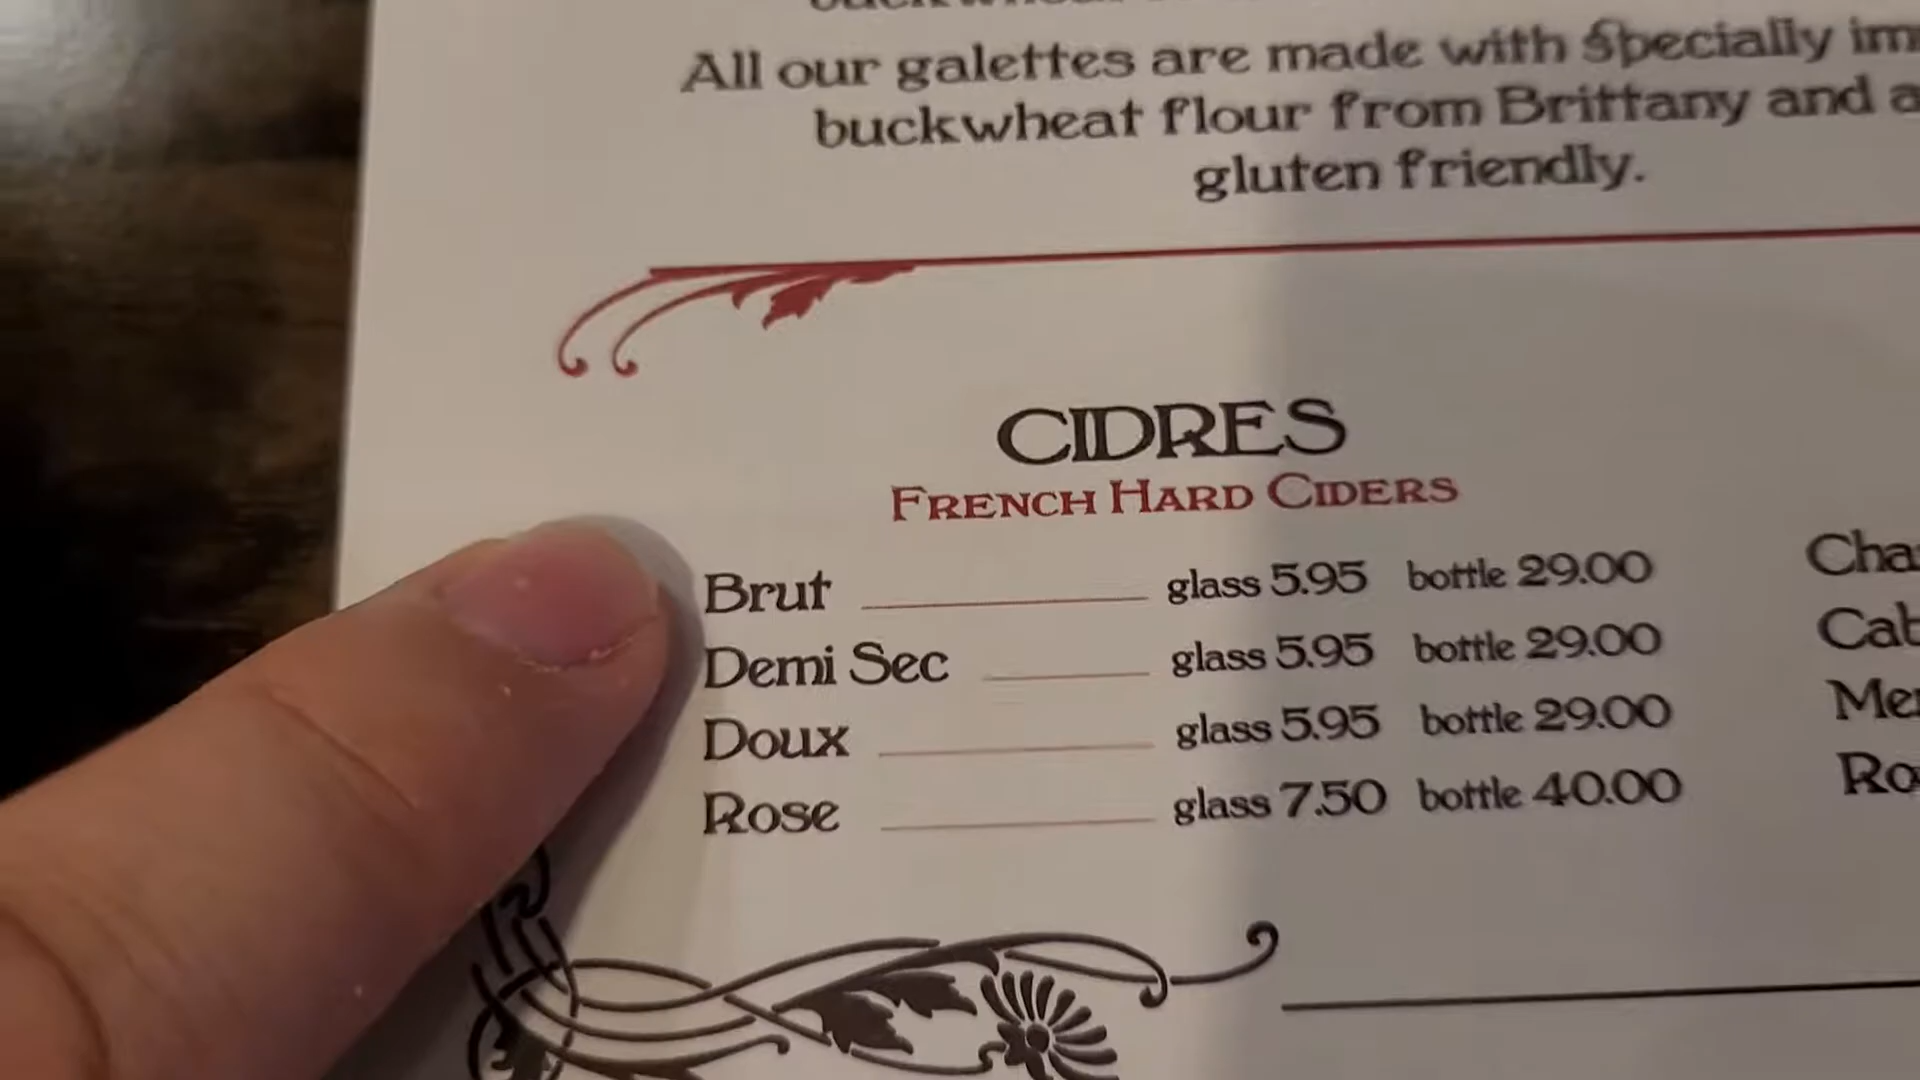 All our galettes are made with Specially
buckwheat flour from Brittany and
gluten friendly.
CIDRES
FRENCH HARD CIDERS
Brut glass 5.95 bottle 29.00
Demi Sec glass 5.95 bottle 29.00
Doux glass 5.95 bottle 29.00
Rose glass 7.50 bottle 40.00